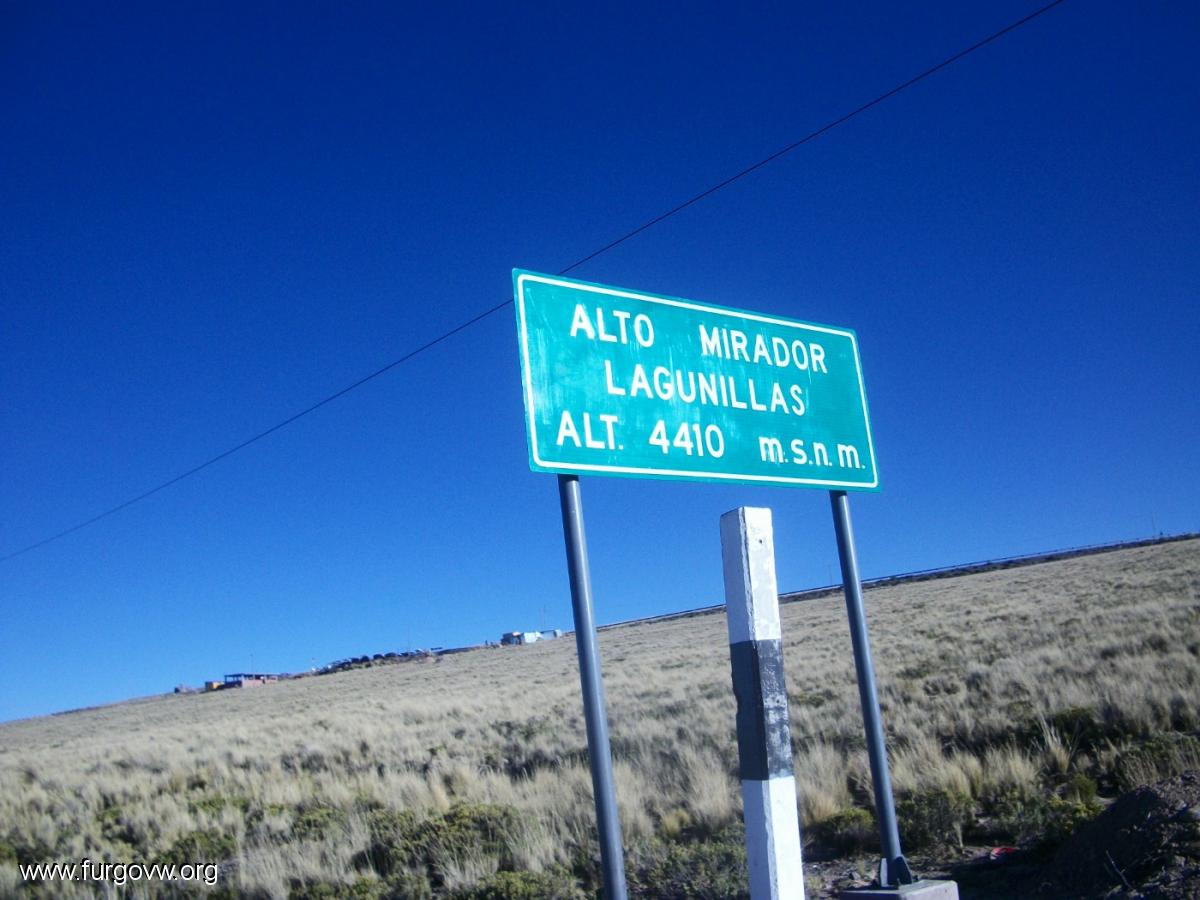 ALTO MIRADOR
LAGUNILLAS
ALT. 4410 m.s.n.m.
www.furgovw.org